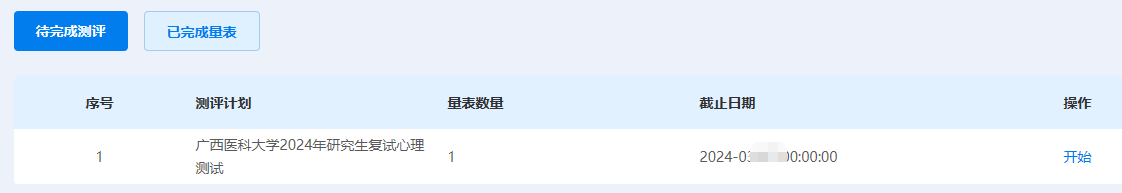 待完成测评 已完成量表
序号 测评计划 量表数量 截止日期 操作
1 广西医科大学2024年研究生复试心理 1 2024-03 00:00:00 开始
测试